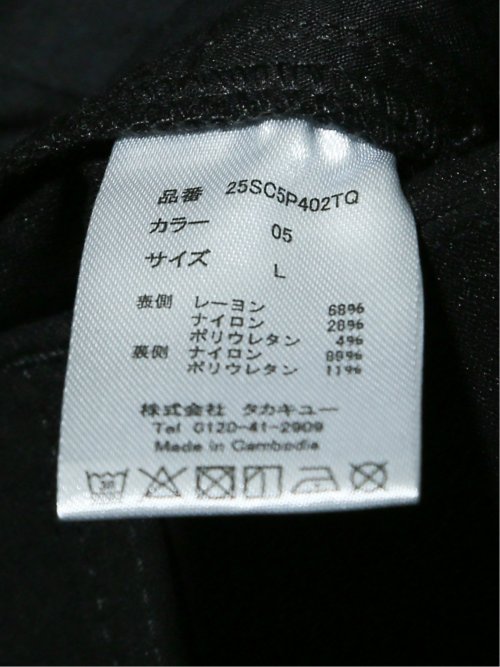 品番 25SC5P402TQ
カラー 05
サイズ L
表側 レーヨン 68%
ナイロン 28%
ポリウレタン 4%
裏側 ナイロン 89%
ポリウレタン 11%
株式会社 タカキュー
Tel 0120-41-2909
Made in Cambodia